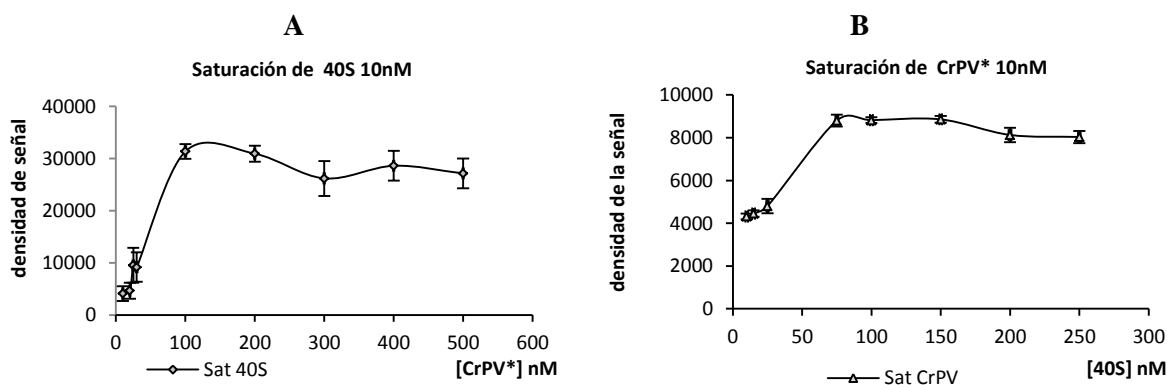 A
Saturación de 40S 10nM
densidad de señal
40000
30000
20000
10000
0
0 100 200 300 400 500 600
[CrPV*] nM
Sat 40S
B
Saturación de CrPV* 10nM
densidad de la señal
10000
8000
6000
4000
2000
0
0 50 100 150 200 250 300
[40S] nM
Sat CrPV